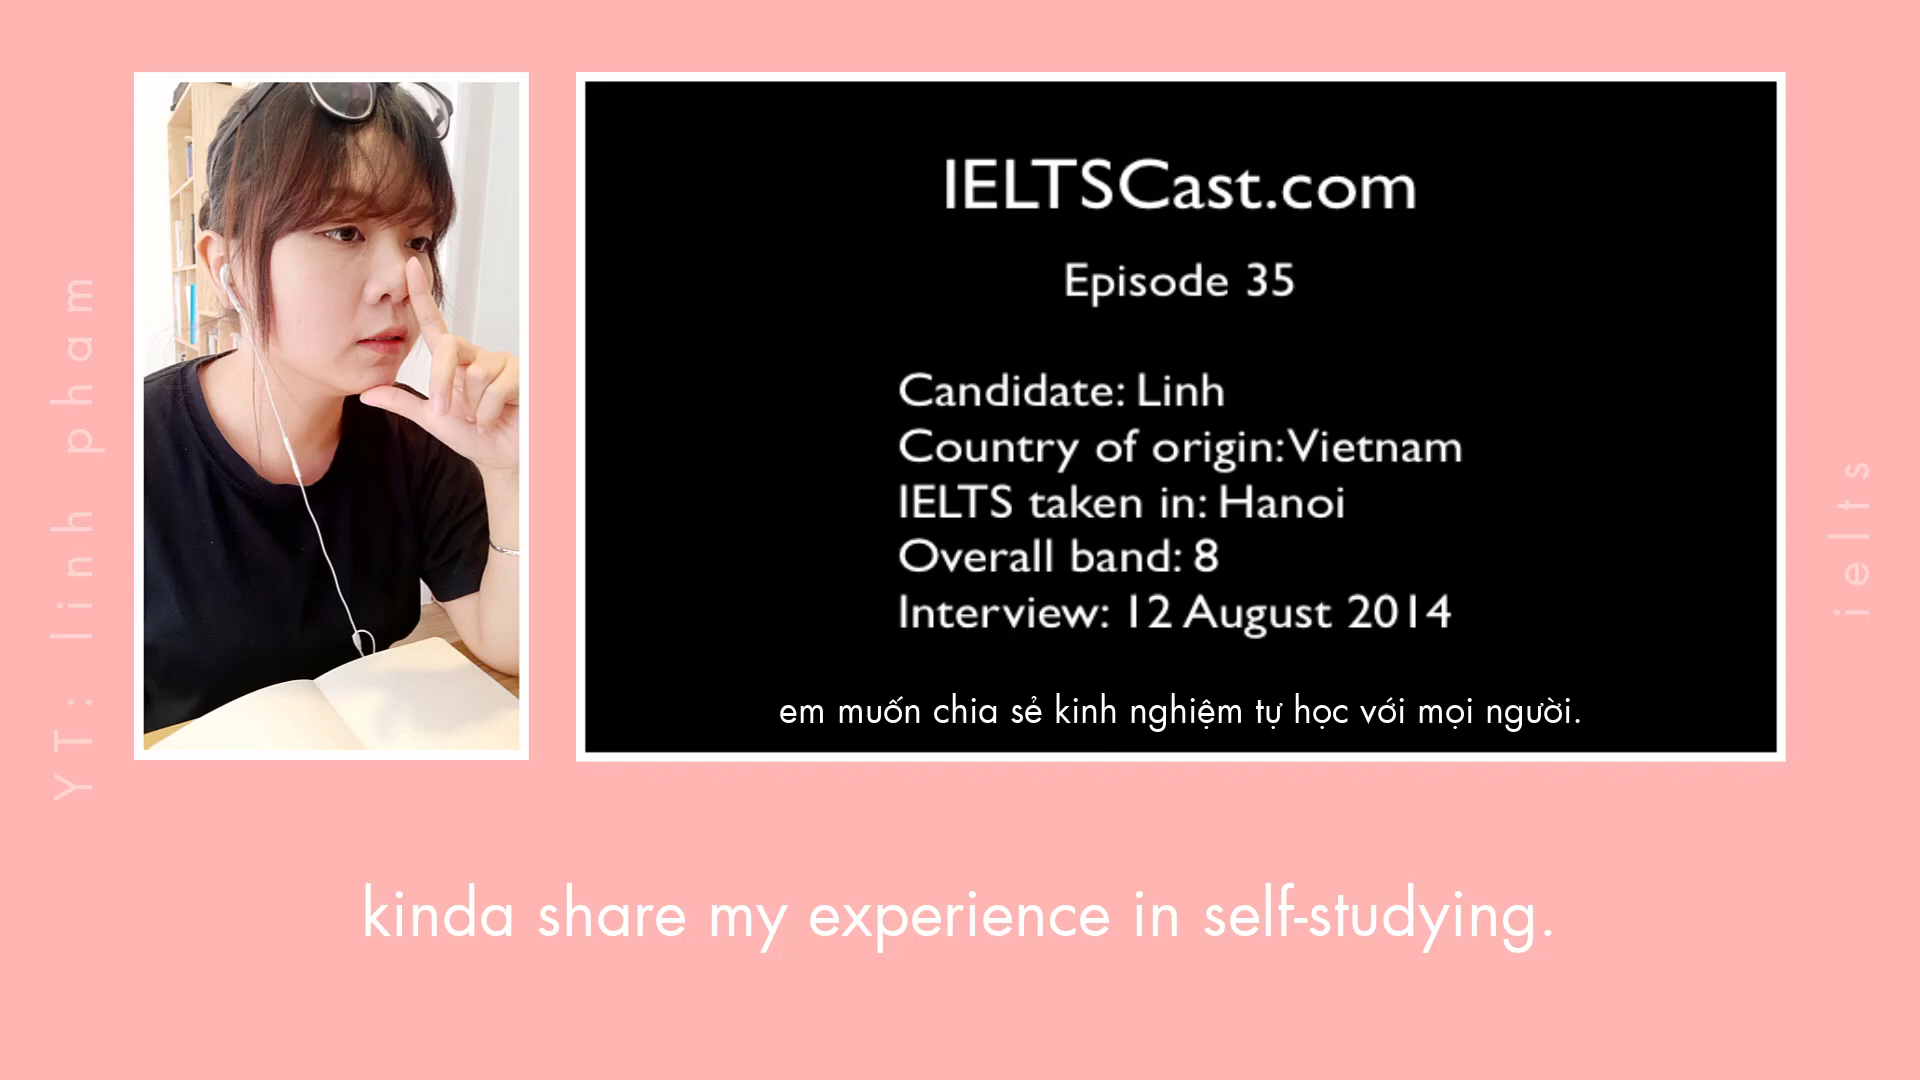 YT: linh pham
IELTSCast.com
Episode 35
Candidate: Linh
Country of origin: Vietnam
IELTS taken in: Hanoi
Overall band: 8
Interview: 12 August 2014
em muốn chia sẻ kinh nghiệm tự học với mọi người.
ielts
kinda share my experience in self-studying.